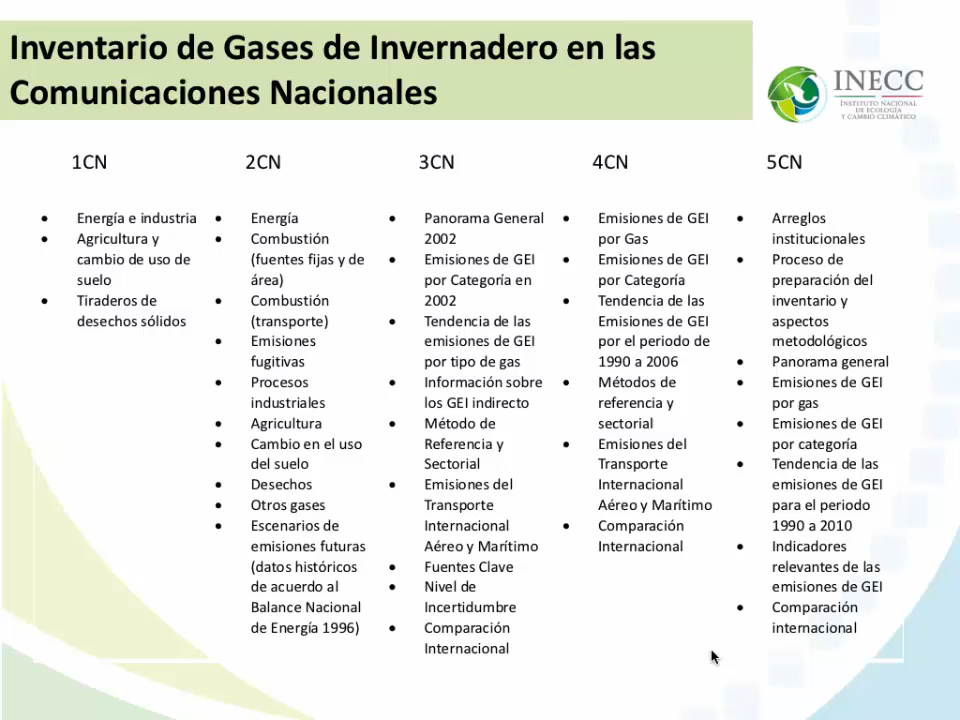 Inventario de Gases de Invernadero en las
Comunicaciones Nacionales
INECC
INSTITUTO NACIONAL
DE ECOLOGÍA
Y CAMBIO CLIMÁTICO
1CN
• Energía e industria
• Agricultura y
cambio de uso de
suelo
• Tiraderos de
desechos sólidos
2CN
• Energía
• Combustión
(fuentes fijas y de
área)
• Combustión
(transporte)
• Emisiones
fugitivas
• Procesos
industriales
• Agricultura
• Cambio en el uso
del suelo
• Desechos
• Otros gases
• Escenarios de
emisiones futuras
(datos históricos
de acuerdo al
Balance Nacional
de Energía 1996)
3CN
• Panorama General
2002
• Emisiones de GEI
por Categoría en
2002
• Tendencia de las
emisiones de GEI
por tipo de gas
• Información sobre
los GEI indirecto
• Método de
Referencia y
Sectorial
• Emisiones del
Transporte
Internacional
Aéreo y Marítimo
• Fuentes Clave
• Nivel de
Incertidumbre
• Comparación
Internacional
4CN
• Emisiones de GEI
por Gas
• Emisiones de GEI
por Categoría
• Tendencia de las
Emisiones de GEI
por el periodo de
1990 a 2006
• Métodos de
referencia y
sectorial
• Emisiones del
Transporte
Internacional
Aéreo y Marítimo
• Comparación
Internacional
5CN
• Arreglos
institucionales
• Proceso de
preparación del
inventario y
aspectos
metodológicos
• Panorama general
• Emisiones de GEI
por gas
• Emisiones de GEI
por categoría
• Tendencia de las
emisiones de GEI
para el periodo
1990 a 2010
• Indicadores
relevantes de las
emisiones de GEI
• Comparación
internacional